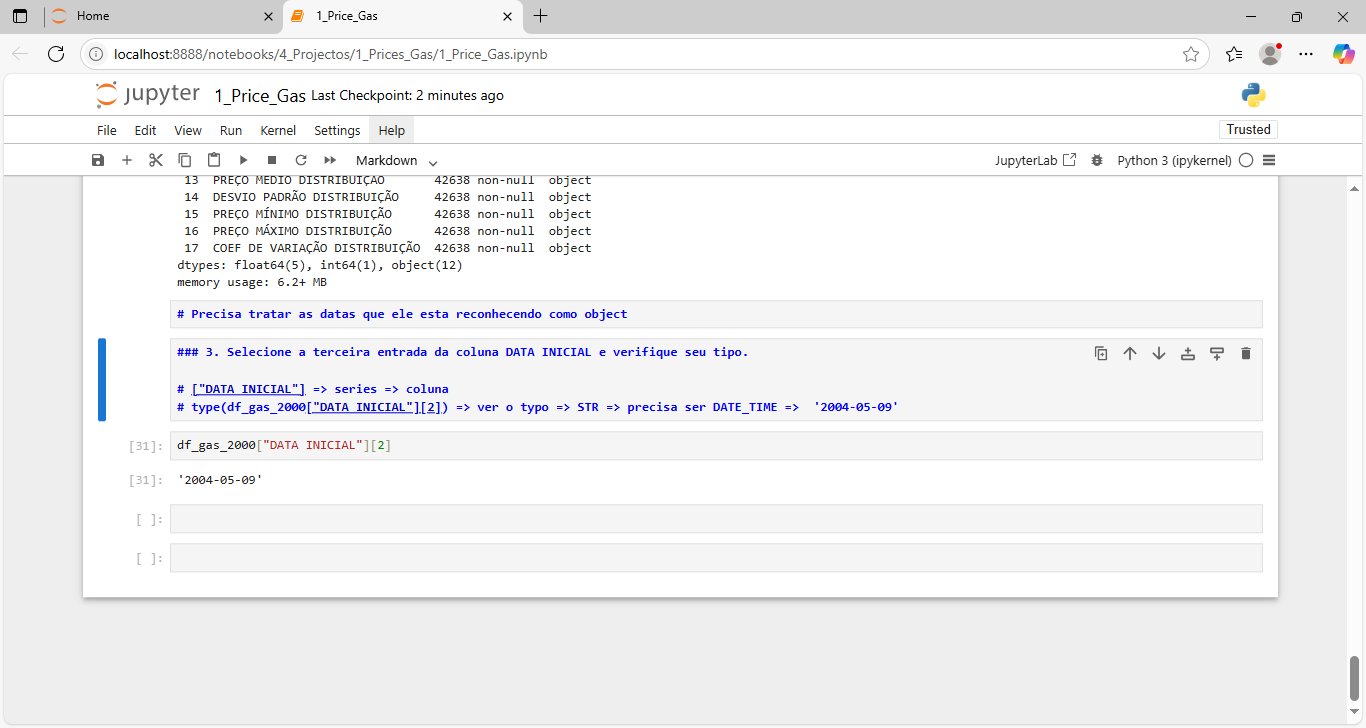 Home
1_Price_Gas
localhost:8888/notebooks/4_Projectos/1_Prices_Gas/1_Price_Gas.ipynb
jupyter 1_Price_Gas Last Checkpoint: 2 minutes ago
File Edit View Run Kernel Settings Help Trusted
Markdown JupyterLab Python 3 (ipykernel)
13 PREÇO MÉDIO DISTRIBUIÇÃO 42638 non-null object
14 DESVIO PADRÃO DISTRIBUIÇÃO 42638 non-null object
15 PREÇO MÍNIMO DISTRIBUIÇÃO 42638 non-null object
16 PREÇO MÁXIMO DISTRIBUIÇÃO 42638 non-null object
17 COEF DE VARIAÇÃO DISTRIBUIÇÃO 42638 non-null object
dtypes: float64(5), int64(1), object(12)
memory usage: 6.2+ MB
# Precisa tratar as datas que ele esta reconhecendo como object
### 3. Selecione a terceira entrada da coluna DATA INICIAL e verifique seu tipo.
# ["DATA INICIAL"] => series => coluna
# type(df_gas_2000["DATA INICIAL"][2]) => ver o typo => STR => precisa ser DATE_TIME => '2004-05-09'
[31]: df_gas_2000["DATA INICIAL"][2]
[31]: '2004-05-09'
[ ]:
[ ]: